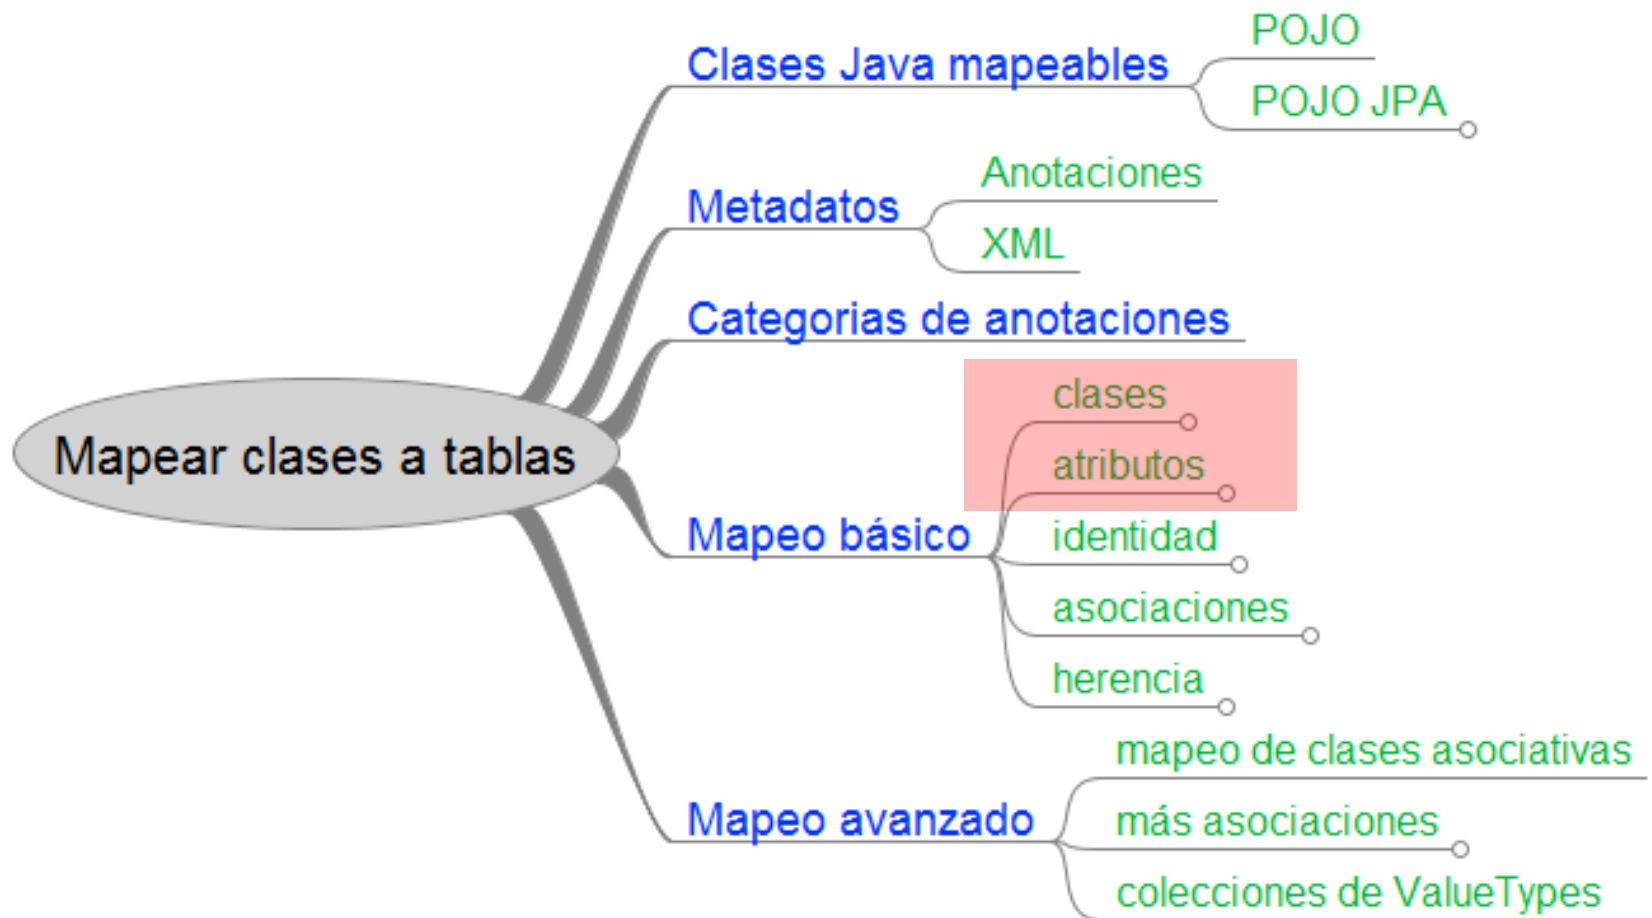 Mapear clases a tablas
Clases Java mapeables
POJO
POJO JPA
Metadatos
Anotaciones
XML
Categorias de anotaciones
Mapeo básico
clases
atributos
identidad
asociaciones
herencia
Mapeo avanzado
mapeo de clases asociativas
más asociaciones
colecciones de ValueTypes